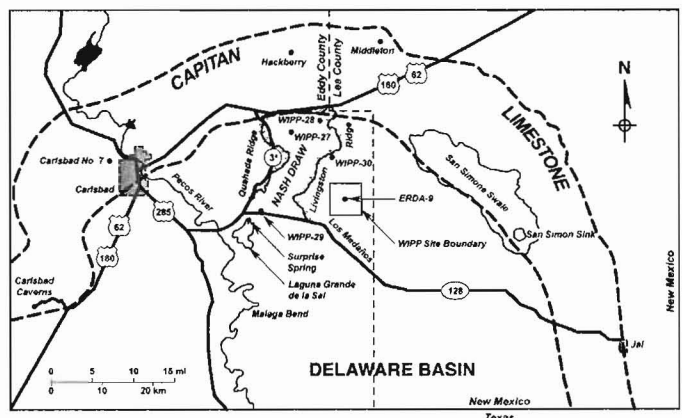 CAPITAN
LIMESTONE
Hackberry
Middleton
Eddy County
Lea County
62
180
N
Carlsbad No. 7
Carlsbad
Quahada Ridge
NASH DRAW
WIPP-28
WIPP-27
WIPP-30
Livingston
Ridge
31
San Simone Swale
San Simon Sink
ERDA-9
WIPP Site Boundary
Pecos River
285
62
180
Los Medaños
WIPP-29
Surprise
Spring
Laguna Grande
de la Sal
Malaga Bend
128
Carlsbad
Caverns
Jal
New Mexico
0 5 10 15 mi
0 10 20 km
DELAWARE BASIN
New Mexico
Texas